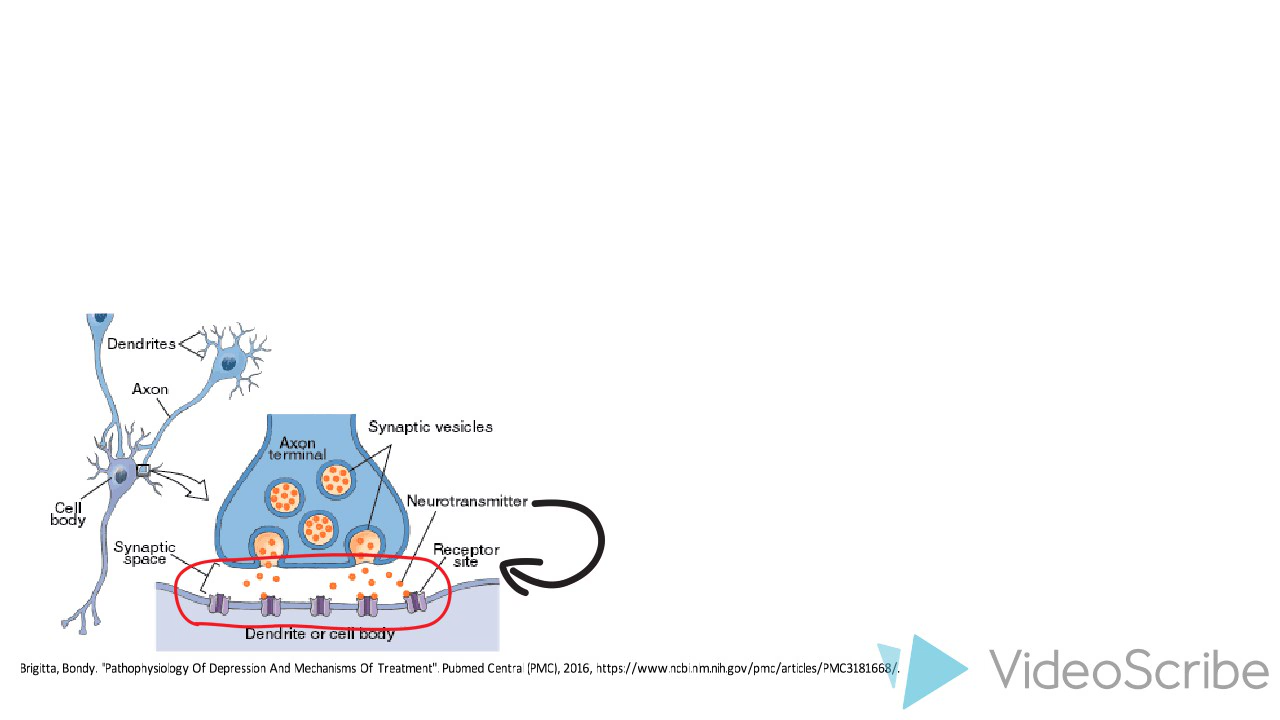 Dendrites
Axon
Synaptic vesicles
Axon
terminal
Neurotransmitter
Cell
body
Synaptic
space
Receptor
site
Dendrite or cell body
Brigitta, Bondy. "Pathophysiology Of Depression And Mechanisms Of Treatment". Pubmed Central (PMC), 2016, https://www.ncbi.nm.nih.gov/pmc/articles/PMC3181668/.
VideoScribe